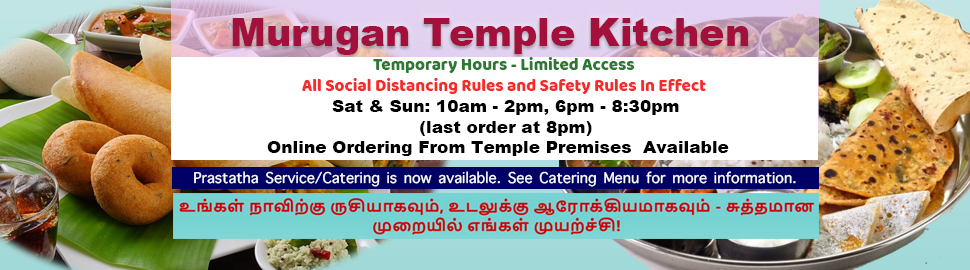 Murugan Temple Kitchen
Temporary Hours - Limited Access
All Social Distancing Rules and Safety Rules In Effect
Sat & Sun: 10am - 2pm, 6pm - 8:30pm
(last order at 8pm)
Online Ordering From Temple Premises Available
Prastatha Service/Catering is now available. See Catering Menu for more information.
உங்கள் நாவிற்கு ருசியாகவும், உடலுக்கு ஆரோக்கியமாகவும் - சுத்தமான
முறையில் எங்கள் முயற்ச்சி!